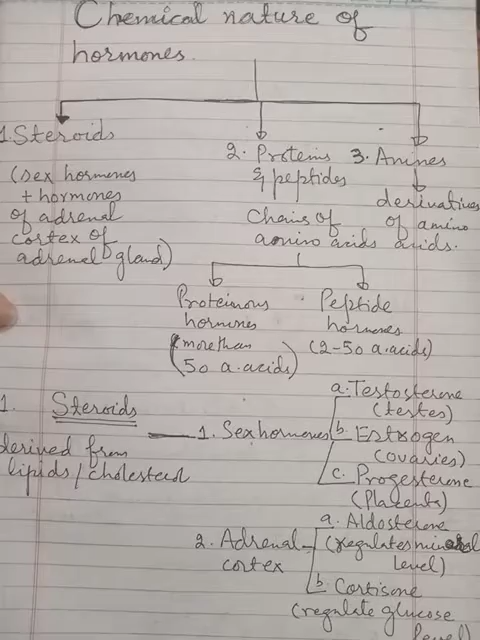 Chemical nature of
hormones.
1. Steroids
(sex hormones
+ hormones
of adrenal
cortex of
adrenal gland)
2. Proteins
& peptides
Chains of
amino acids
3. Amines
derivatives
of amino
acids.
Proteinous
hormones
(more than
50 a.acids)
Peptide
hormones
(2-50 a.acids)
1. Steroids
derived from
lipids/cholesterol
1. Sex hormones
a. Testosterene
(testes)
b. Estrogen
(ovaries)
c. Progesterene
(Placenta)
2. Adrenal
cortex
a. Aldosterene
(regulates mineral
level)
b. Cortisone
(regulate glucose
level)